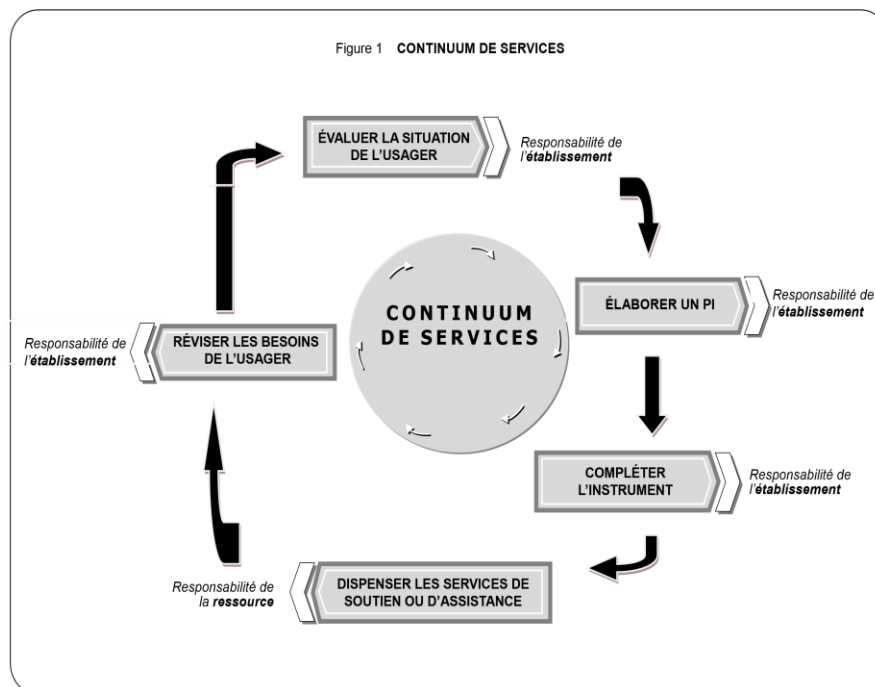 Figure 1 CONTINUUM DE SERVICES
ÉVALUER LA SITUATION
DE L'USAGER
Responsabilité de
l'établissement
ÉLABORER UN PI
Responsabilité de
l'établissement
CONTINUUM
DE SERVICES
Responsabilité de
l'établissement
RÉVISER LES BESOINS
DE L'USAGER
COMPLÉTER
L'INSTRUMENT
Responsabilité de
l'établissement
Responsabilité de
la ressource
DISPENSER LES SERVICES DE
SOUTIEN OU D'ASSISTANCE